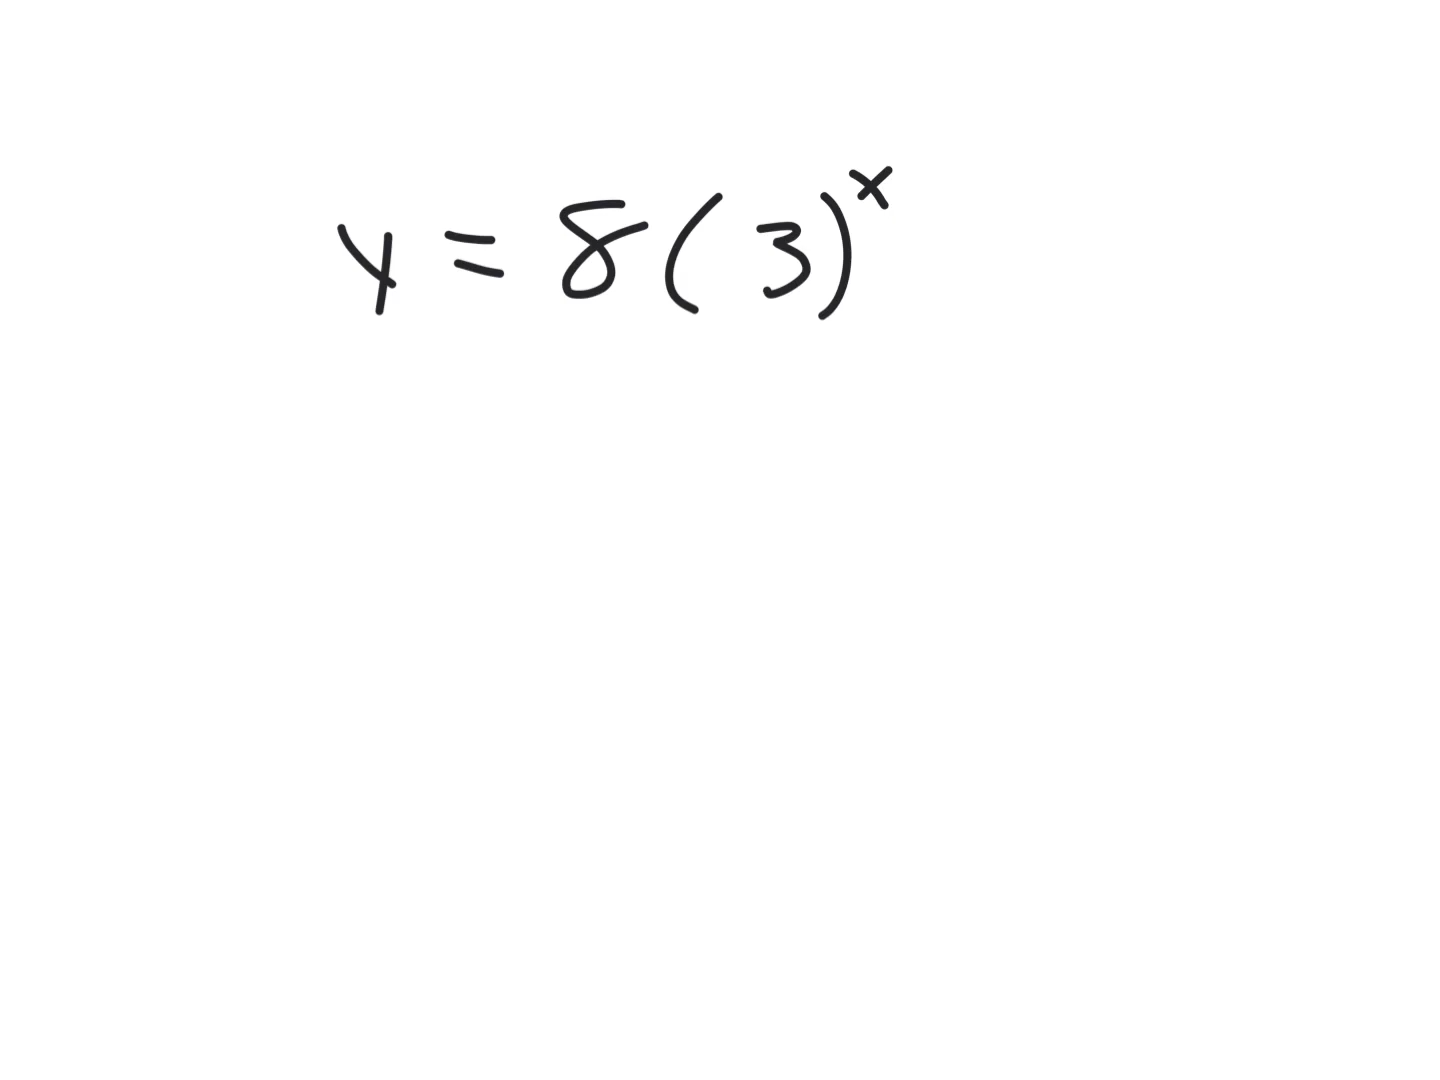 y = 8(3)^x